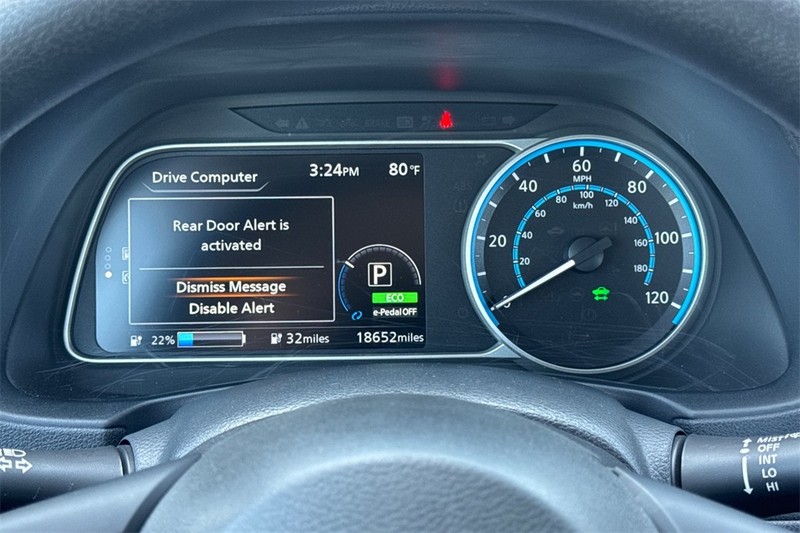 Drive Computer
3:24PM
80°F
Rear Door Alert is
activated
Dismiss Message
Disable Alert
P
ECO
e-Pedal OFF
22%
32miles
18652miles
0
20
40
60
80
100
120
MPH
km/h
20
40
60
80
100
120
140
160
180
MIST
OFF
INT
LO
HI